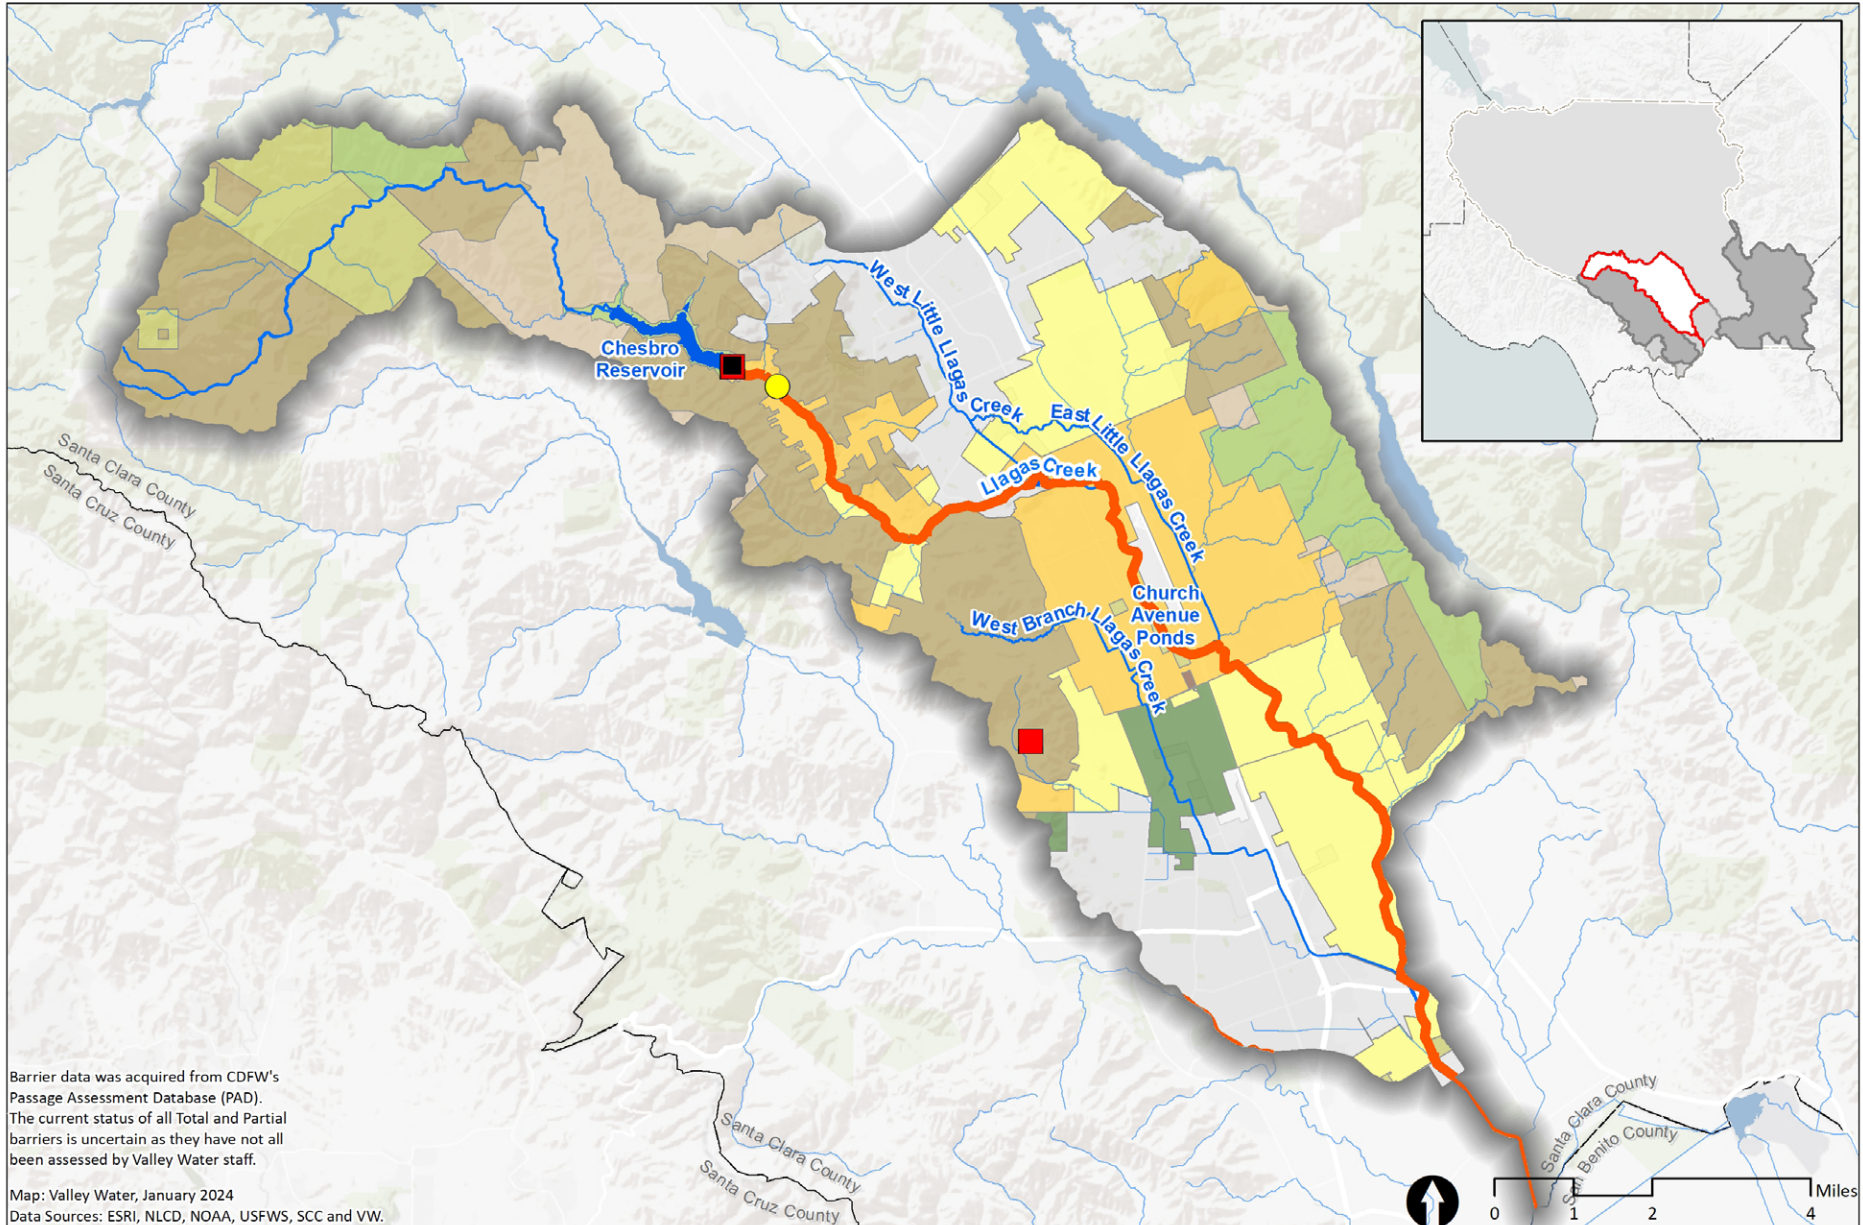 West Little Llagas Creek
Chesbro
Reservoir
East Little Llagas Creek
Llagas Creek
Santa Clara County
Santa Cruz County
Church
Avenue
Ponds
West Branch Llagas Creek
Barrier data was acquired from CDFW's
Passage Assessment Database (PAD).
The current status of all Total and Partial
barriers is uncertain as they have not all
been assessed by Valley Water staff.
Map: Valley Water, January 2024
Data Sources: ESRI, NLCD, NOAA, USFWS, SCC and VW.
Santa Clara County
Santa Cruz County
Santa Clara County
San Benito County
Miles
0 1 2 4